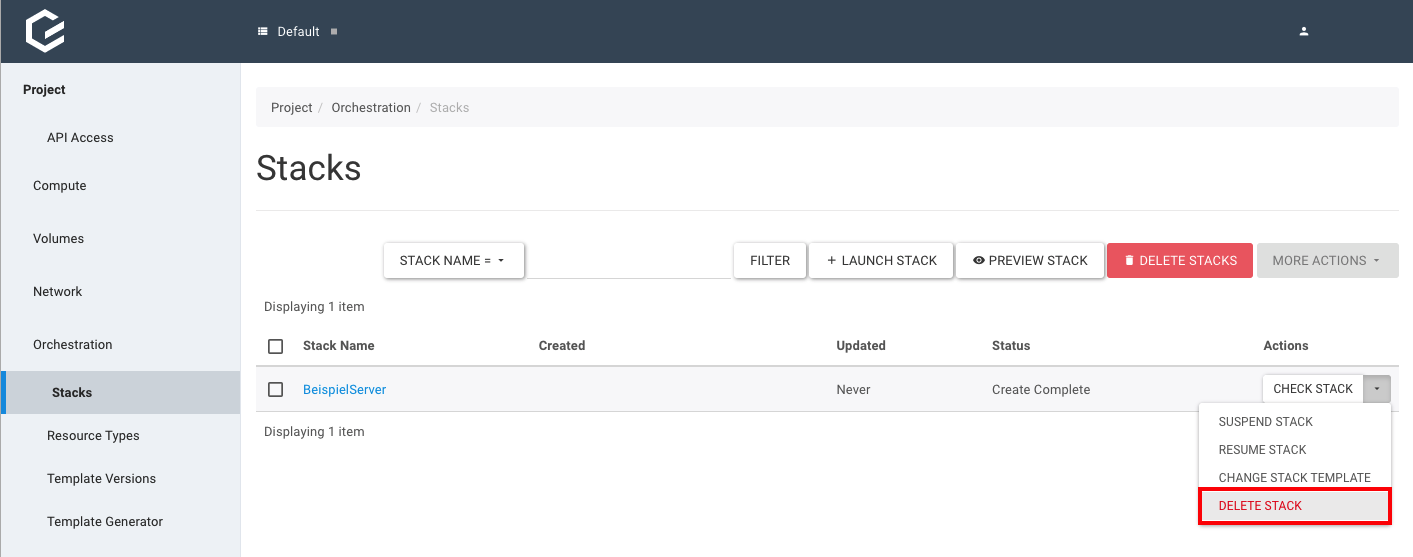 Default
Project
API Access
Compute
Volumes
Network
Orchestration
Stacks
Resource Types
Template Versions
Template Generator
Project / Orchestration / Stacks
Stacks
STACK NAME = FILTER + LAUNCH STACK PREVIEW STACK DELETE STACKS MORE ACTIONS
Displaying 1 item
Stack Name Created Updated Status Actions
BeispielServer Never Create Complete CHECK STACK
Displaying 1 item
SUSPEND STACK
RESUME STACK
CHANGE STACK TEMPLATE
DELETE STACK